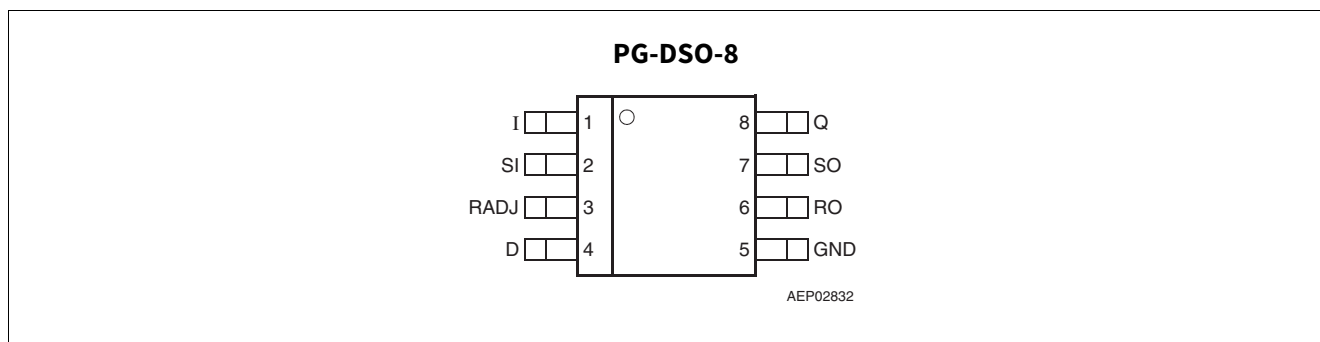 PG-DSO-8
I 1 8 Q
SI 2 7 SO
RADJ 3 6 RO
D 4 5 GND
AEP02832